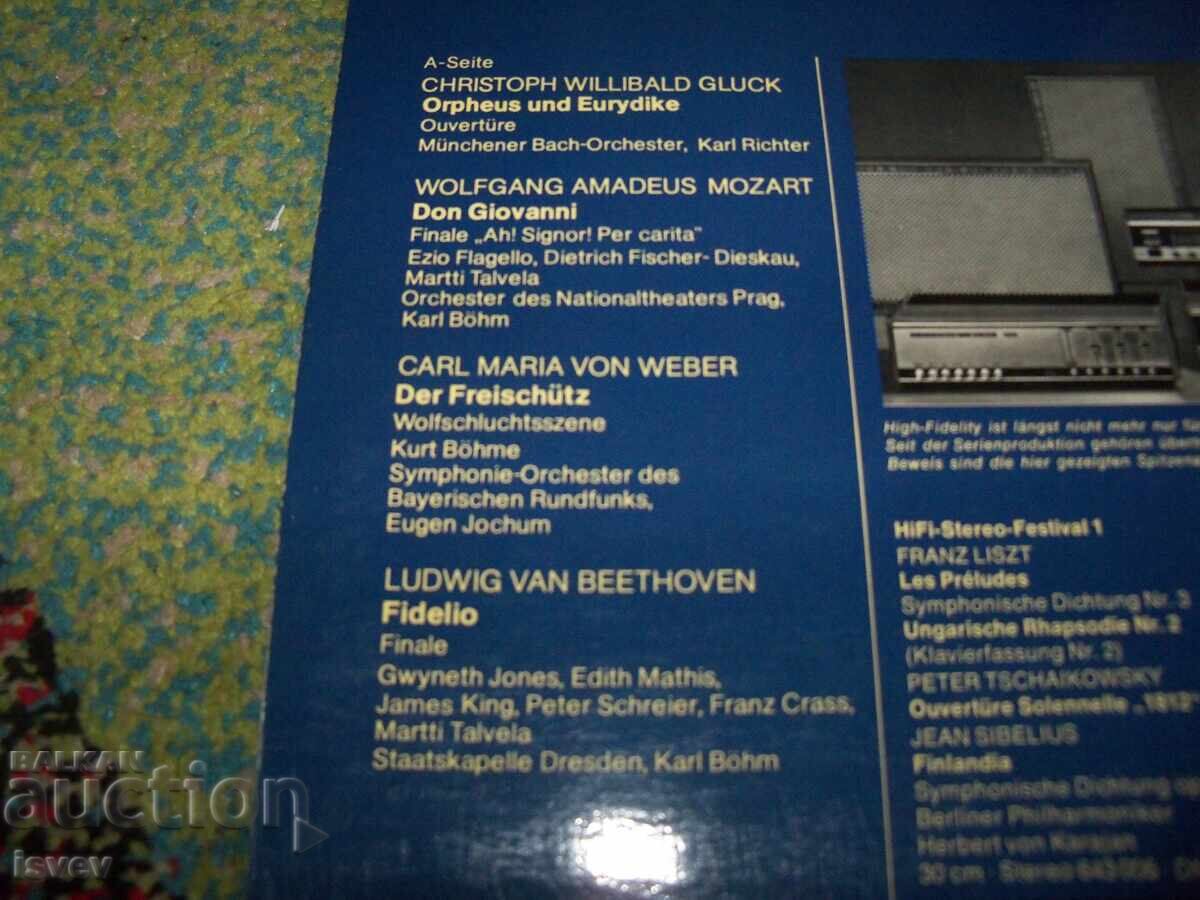 A-Seite
CHRISTOPH WILLIBALD GLUCK
Orpheus und Eurydike
Ouvertüre
Münchener Bach-Orchester, Karl Richter
WOLFGANG AMADEUS MOZART
Don Giovanni
Finale „Ah! Signor! Per carita"
Ezio Flagello, Dietrich Fischer-Dieskau,
Martti Talvela
Orchester des Nationaltheaters Prag,
Karl Böhm
CARL MARIA VON WEBER
Der Freischütz
Wolfschluchtsszene
Kurt Böhme
Symphonie-Orchester des
Bayerischen Rundfunks,
Eugen Jochum
LUDWIG VAN BEETHOVEN
Fidelio
Finale
Gwyneth Jones, Edith Mathis,
James King, Peter Schreier, Franz Crass,
Martti Talvela
Staatskapelle Dresden, Karl Böhm
High-Fidelity ist längst nicht mehr nur
Seit der Serienproduktion gehören
Beweis sind die hier gezeigten
HiFi-Stereo-Festival 1
FRANZ LISZT
Les Préludes
Symphonische Dichtung Nr. 3
Ungarische Rhapsodie Nr. 2
(Klavierfassung Nr. 2)
PETER TSCHAIKOWSKY
Ouvertüre Solennelle „1812"
JEAN SIBELIUS
Finlandia
Symphonische Dichtung
Berliner Philharmoniker
Herbert von Karajan
30 cm · Stereo
BALKAN
auction
isvev